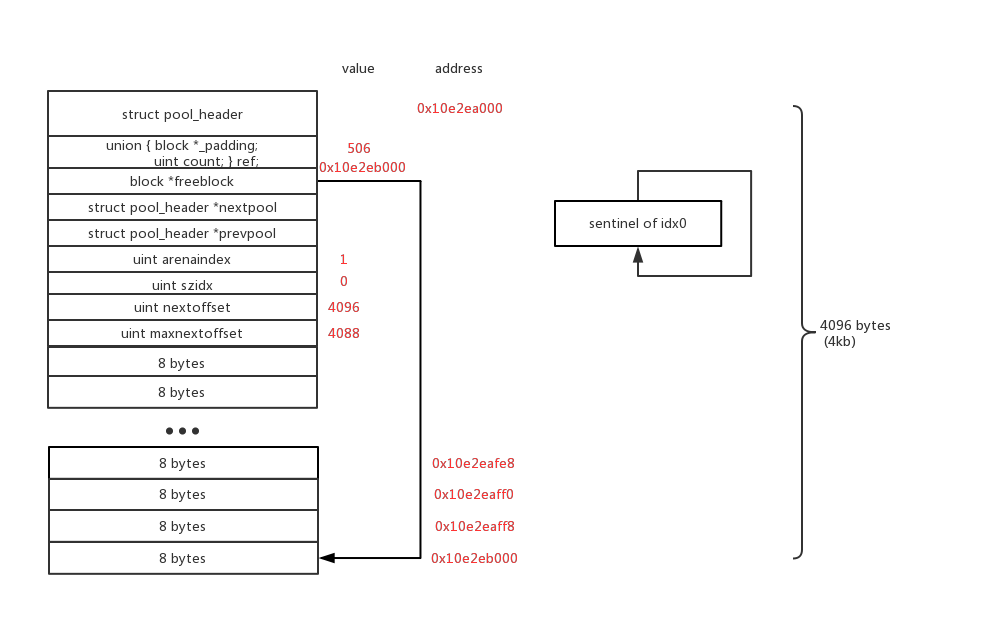 value address
struct pool_header 0x10e2ea000
union { block *_padding; 506
uint count; } ref; 0x10e2eb000
block *freeblock
struct pool_header *nextpool
struct pool_header *prevpool
uint arenaindex 1
uint szidx 0
uint nextoffset 4096
uint maxnextoffset 4088
8 bytes
8 bytes
8 bytes 0x10e2eafe8
8 bytes 0x10e2eaff0
8 bytes 0x10e2eaff8
8 bytes 0x10e2eb000
sentinel of idx0
4096 bytes
(4kb)